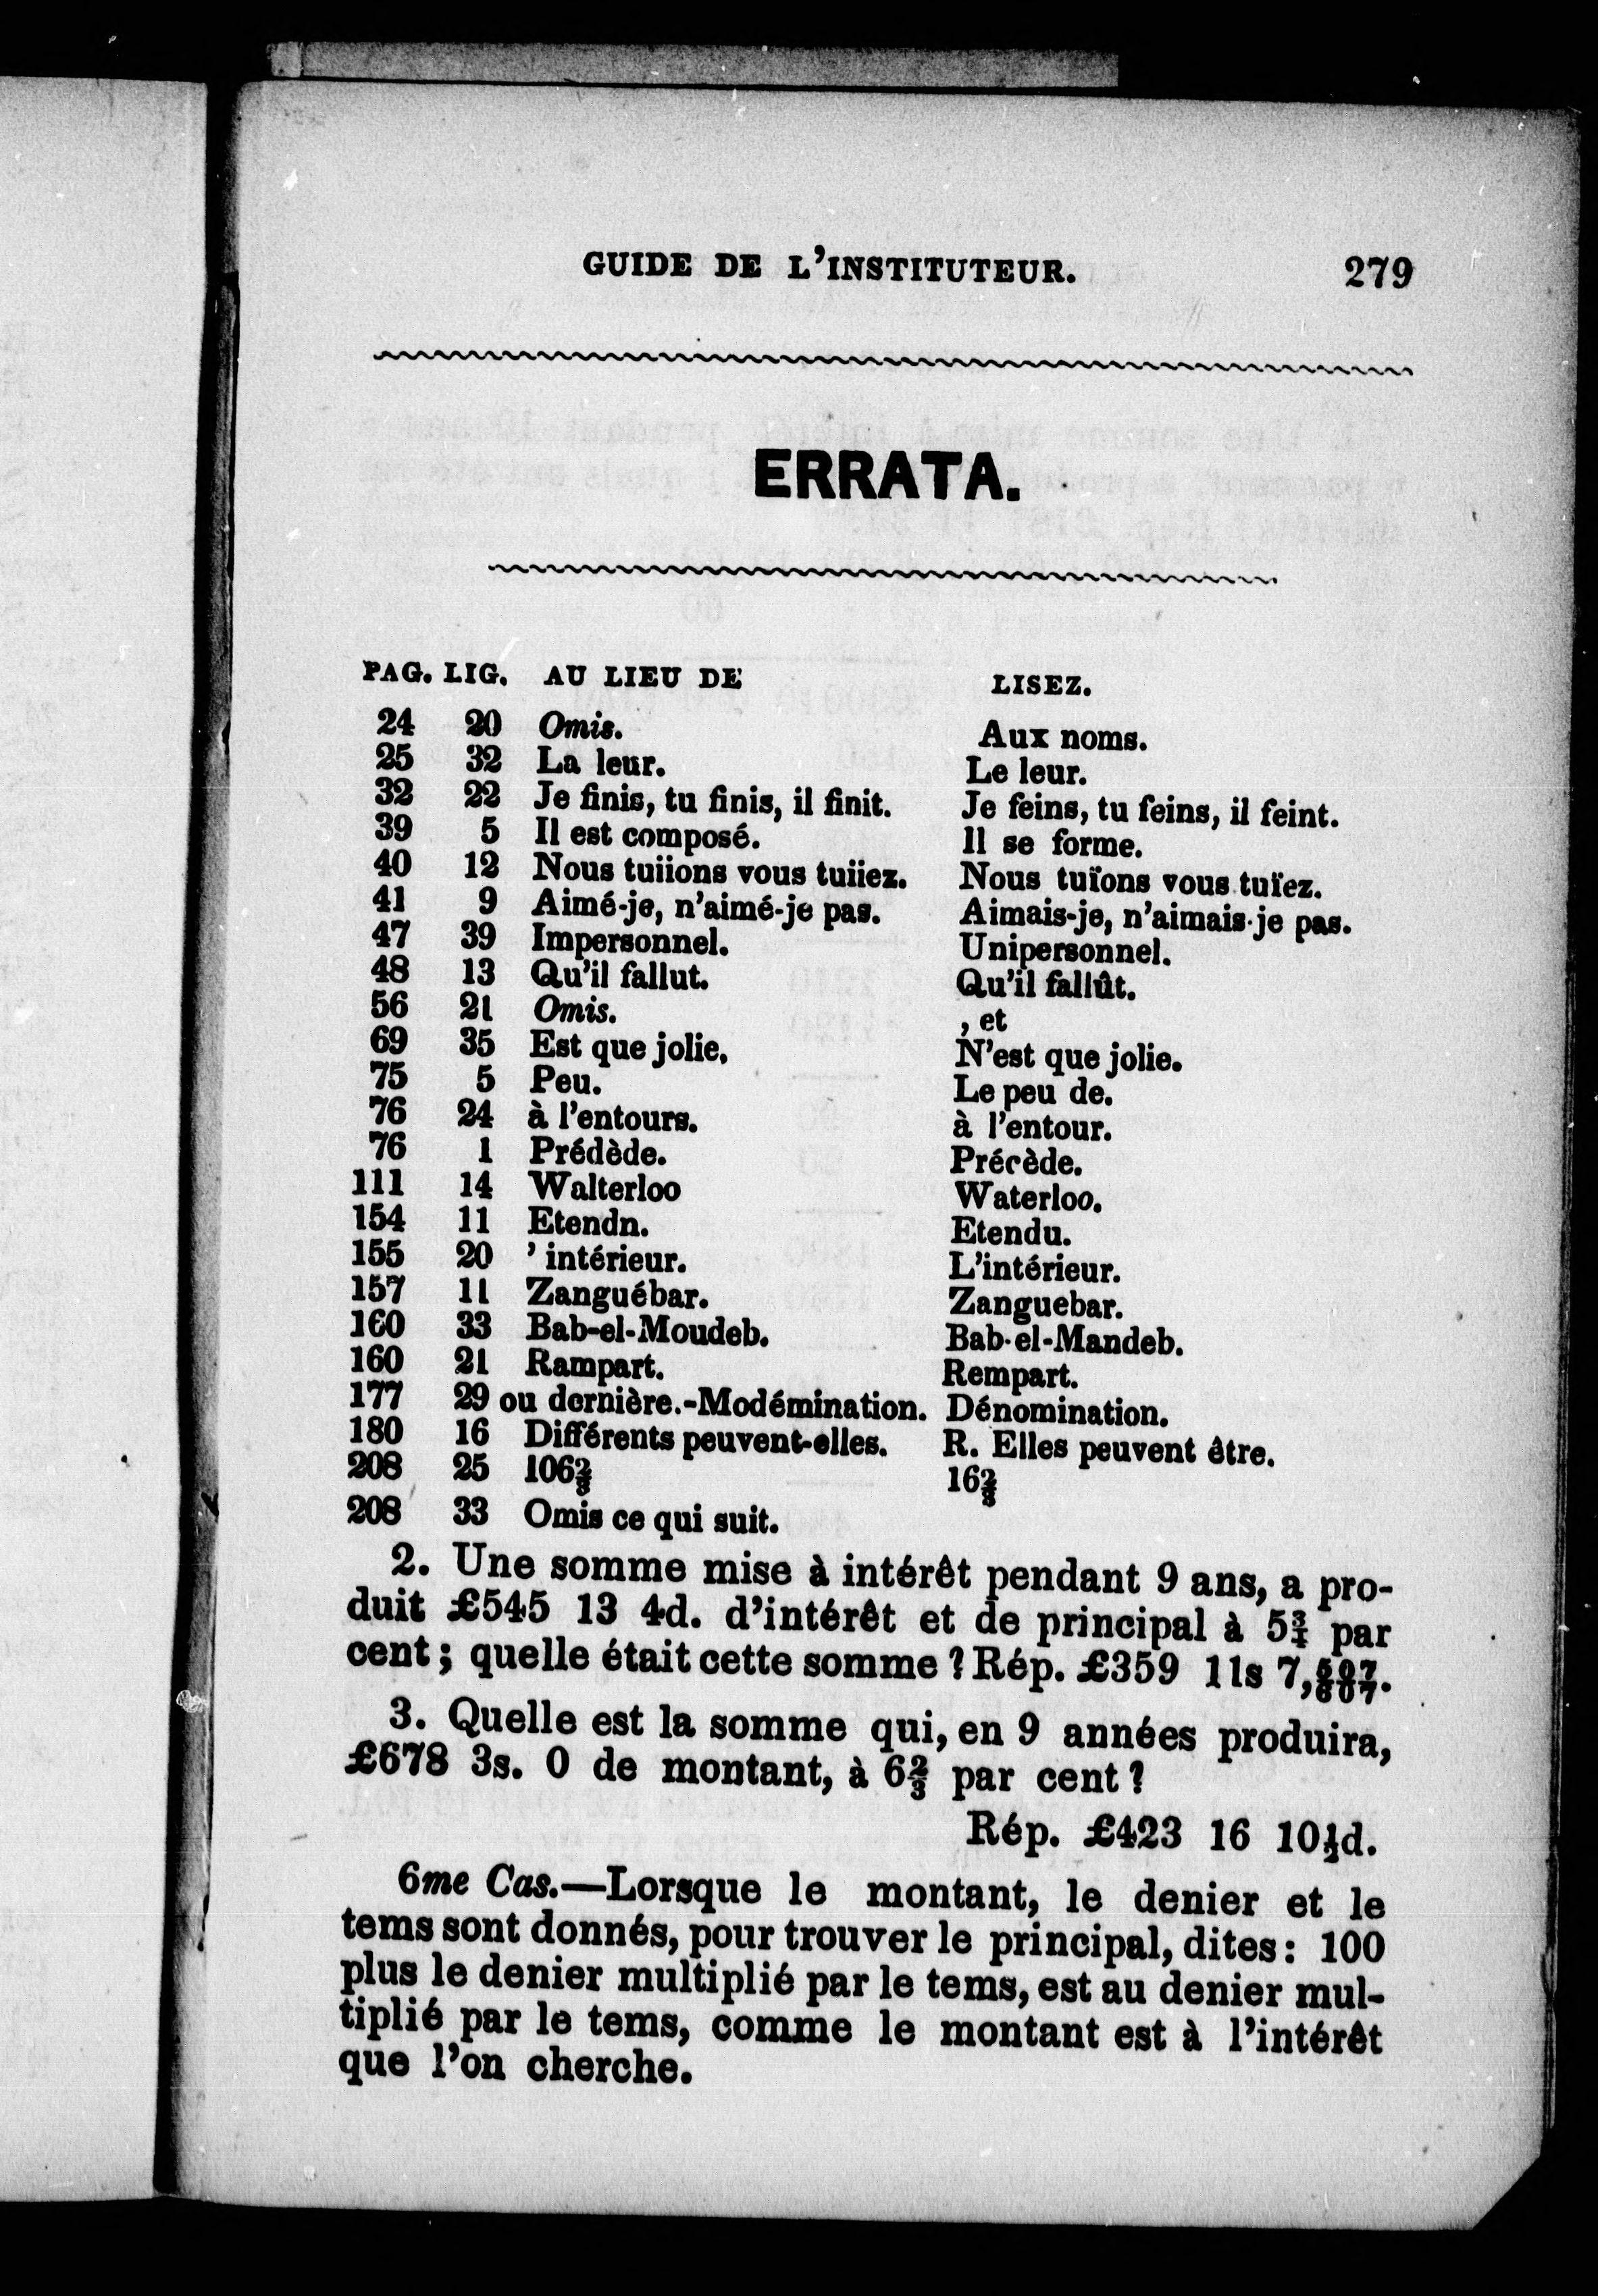 GUIDE DE L'INSTITUTEUR. 279
ERRATA.
PAG. LIG. AU LIEU DE LISEZ.
24 20 Omis. Aux noms.
25 32 La leur. Le leur.
32 22 Je finis, tu finis, il finit. Je feins, tu feins, il feint.
39 5 Il est composé. Il se forme.
40 12 Nous tuiions vous tuiiez. Nous tuïons vous tuïez.
41 9 Aimé-je, n'aimé-je pas. Aimais-je, n'aimais-je pas.
47 39 Impersonnel. Unipersonnel.
48 13 Qu'il fallut. Qu'il fallût.
56 21 Omis. , et
69 35 Est que jolie. N'est que jolie.
75 5 Peu. Le peu de.
76 24 à l'entours. à l'entour.
76 1 Prédède. Précède.
111 14 Walterloo Waterloo.
154 11 Etendn. Etendu.
155 20 ' intérieur. L'intérieur.
157 11 Zanguébar. Zanguebar.
160 33 Bab-el-Moudeb. Bab-el-Mandeb.
160 21 Rampart. Rempart.
177 29 ou dernière.-Modémination. Dénomination.
180 16 Différents peuvent-elles. R. Elles peuvent être.
208 25 106⅔ 16⅔
208 33 Omis ce qui suit.
2. Une somme mise à intérêt pendant 9 ans, a pro-
duit £545 13 4d. d'intérêt et de principal à 5¾ par
cent ; quelle était cette somme ? Rép. £359 11s 7,
3. Quelle est la somme qui, en 9 années produira,
£678 3s. 0 de montant, à 6⅔ par cent ?
Rép. £423 16 10½d.
6me Cas.—Lorsque le montant, le denier et le
tems sont donnés, pour trouver le principal, dites : 100
plus le denier multiplié par le tems, est au denier mul-
tiplié par le tems, comme le montant est à l'intérêt
que l'on cherche.